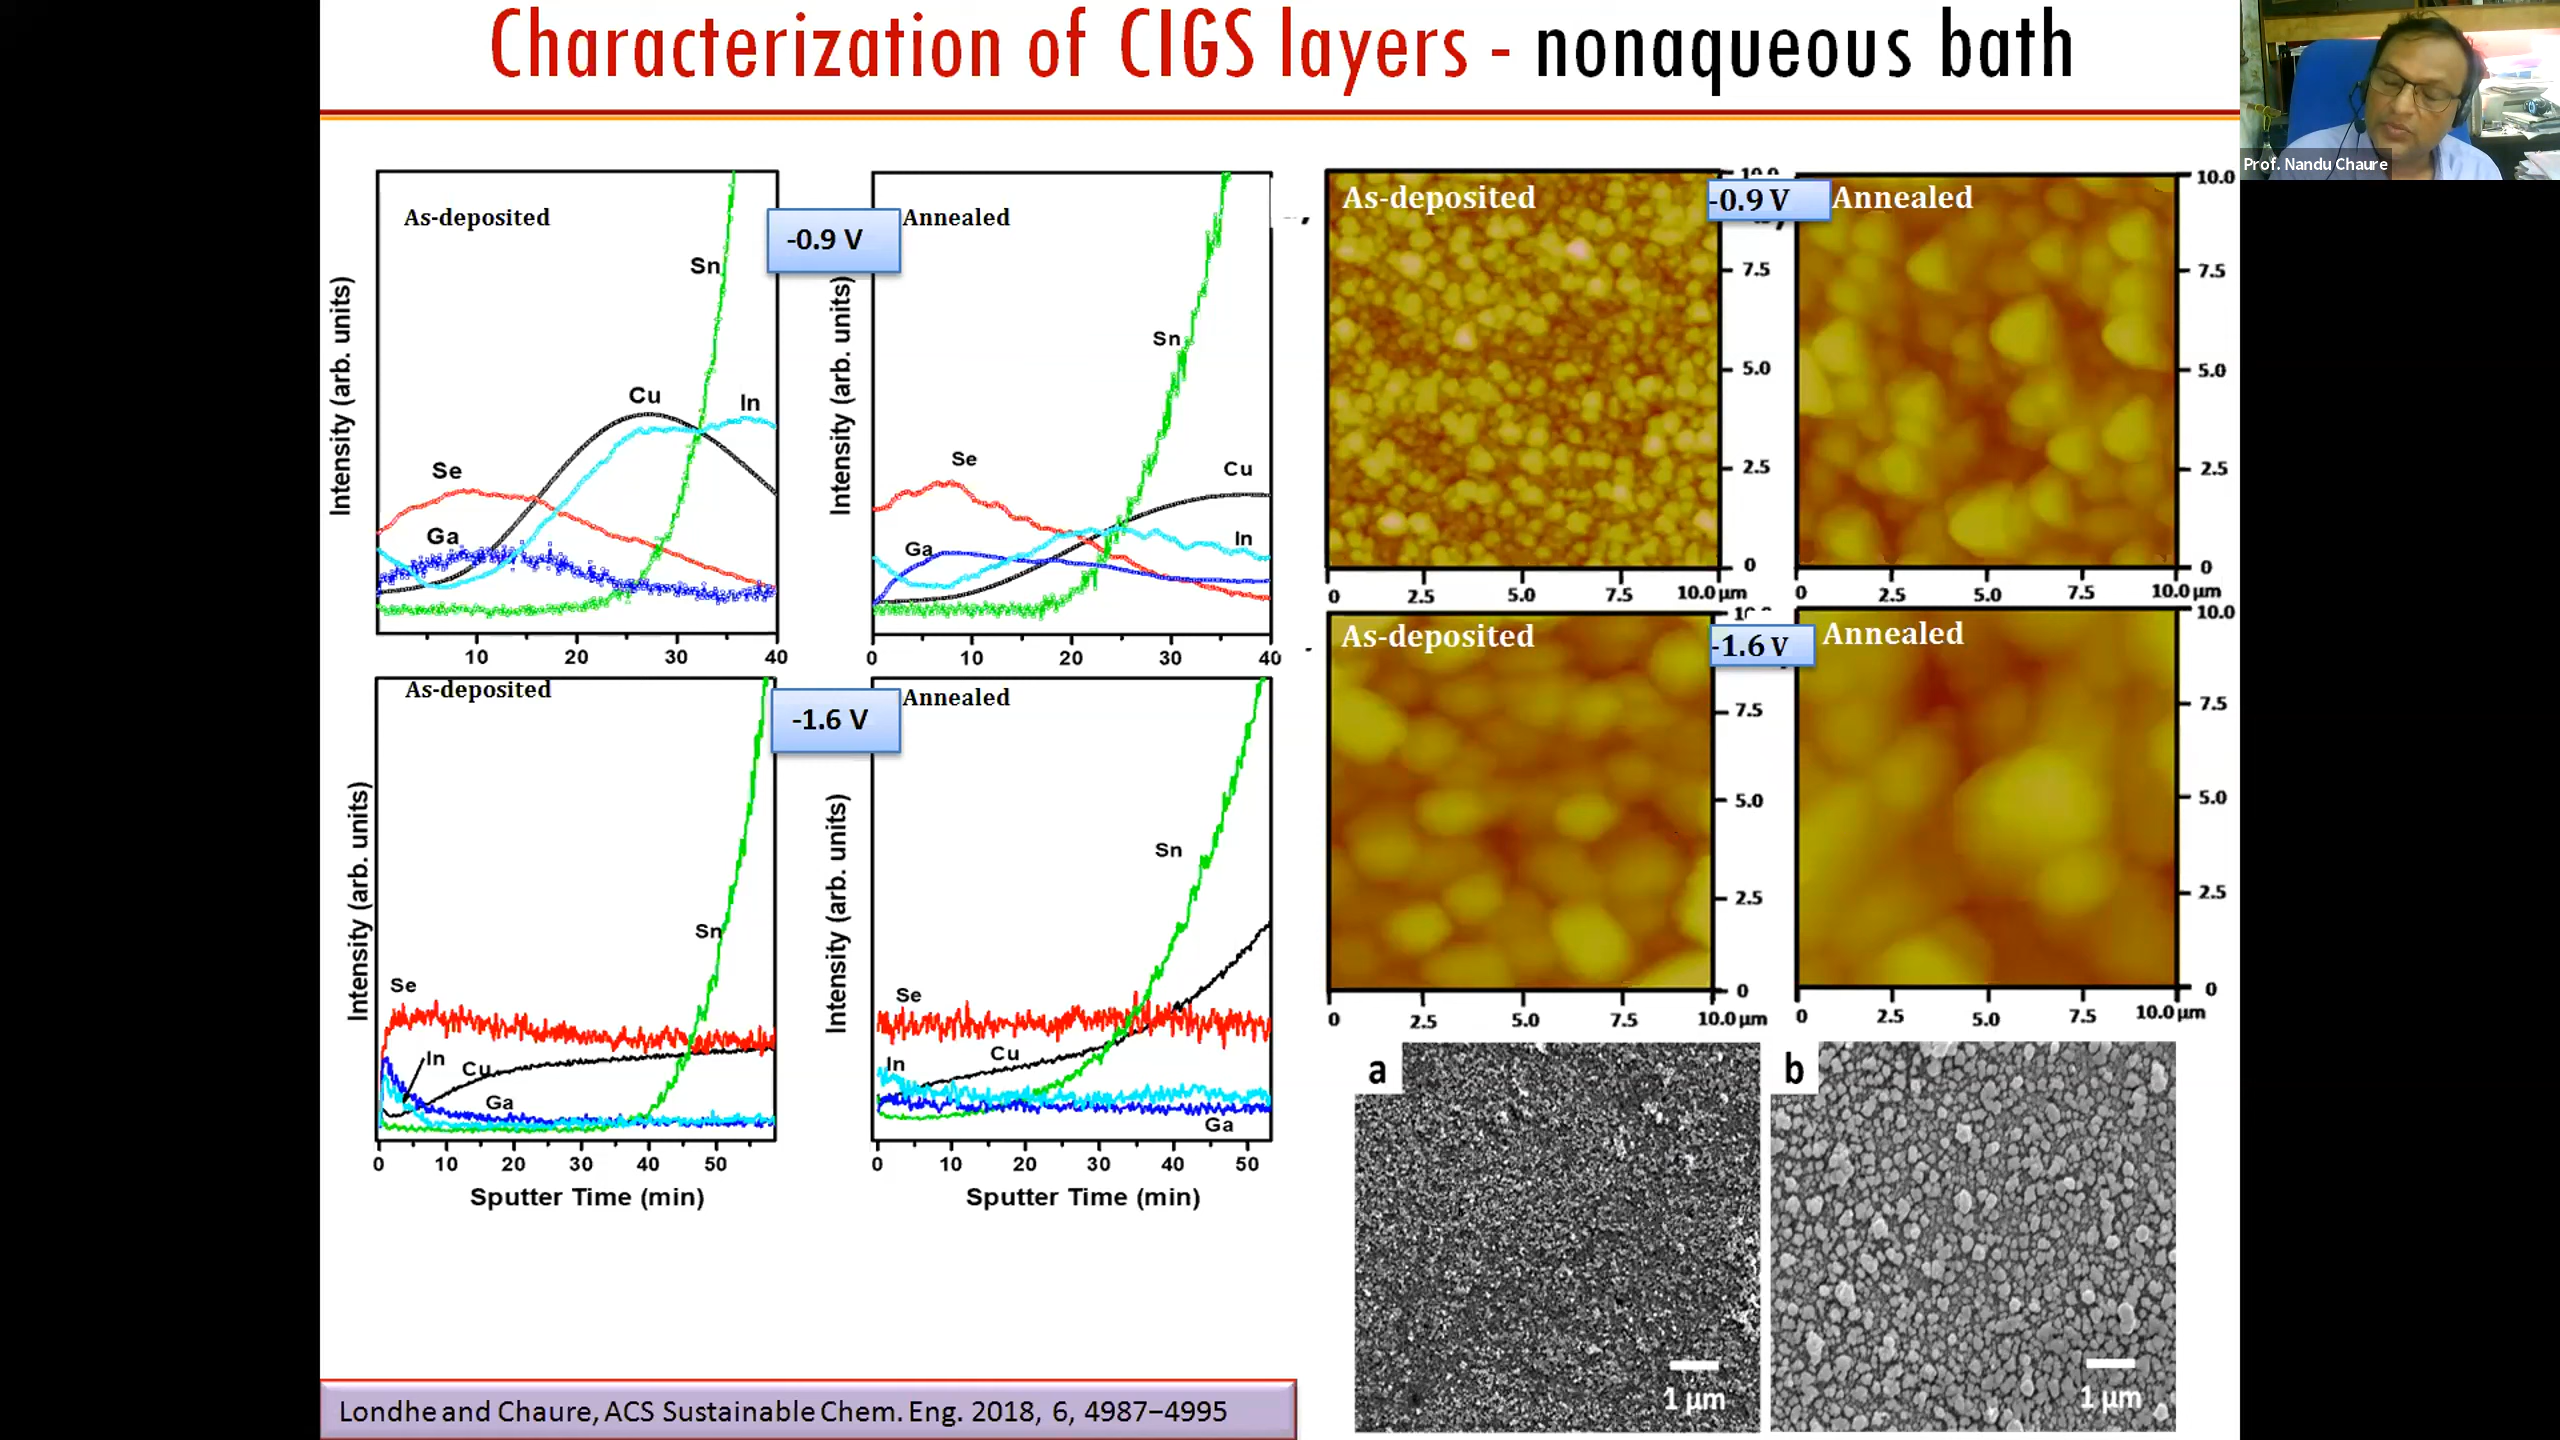 Characterization of CIGS layers - nonaqueous bath
Prof. Nandu Chaure
As-deposited
-0.9 V
Annealed
Intensity (arb. units)
Sn
Cu
In
Se
Ga
10 20 30 40
Intensity (arb. units)
Sn
Se
Cu
Ga
In
0 10 20 30 40
As-deposited
-1.6 V
Annealed
Intensity (arb. units)
Sn
Se
In
Cu
Ga
0 10 20 30 40 50
Sputter Time (min)
Intensity (arb. units)
Sn
Se
In
Cu
Ga
0 10 20 30 40 50
Sputter Time (min)
As-deposited
-0.9 V
Annealed
7.5
5.0
2.5
0
0 2.5 5.0 7.5 10.0 µm
10.0
7.5
5.0
2.5
0
0 2.5 5.0 7.5 10.0 µm
As-deposited
-1.6 V
Annealed
7.5
5.0
2.5
0
0 2.5 5.0 7.5 10.0 µm
10.0
7.5
5.0
2.5
0
0 2.5 5.0 7.5 10.0 µm
a
1 µm
b
1 µm
Londhe and Chaure, ACS Sustainable Chem. Eng. 2018, 6, 4987−4995